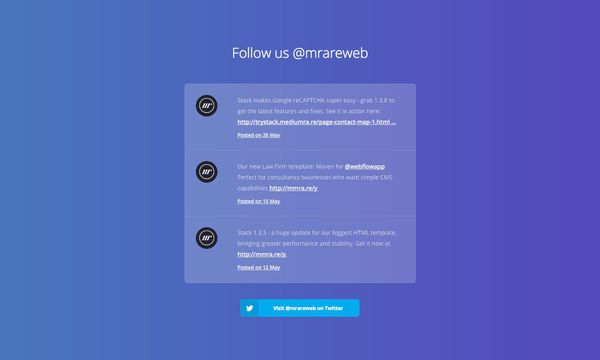 Follow us @mrareweb
Stack makes Google reCAPTCHA super easy - grab 1.3.8 to
get the latest features and fixes. See it in action here:
http://trystack.mediumra.re/page-contact-map-1.html …
Posted on 26 May
Our new Law Firm template: Maven for @webflowapp
Perfect for consultancy businesses who want simple CMS
capabilities http://mmra.re/y
Posted on 15 May
Stack 1.3.5 - a huge update for our biggest HTML template,
bringing greater performance and stability. Get it now at
http://mmra.re/p
Posted on 12 May
Visit @mrareweb on Twitter